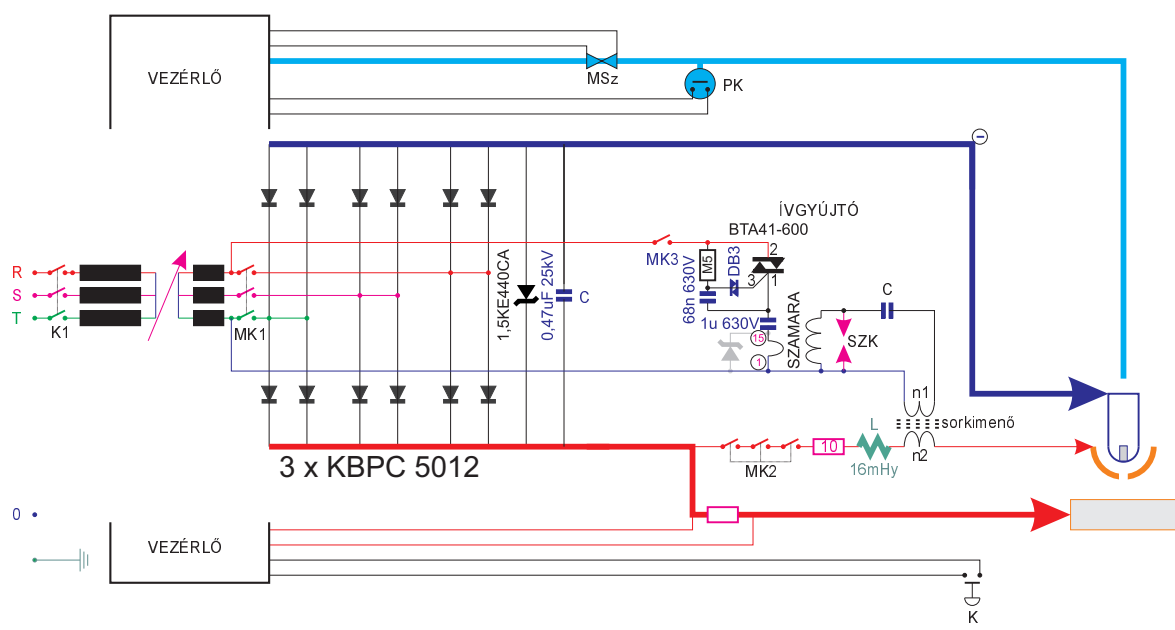 VEZÉRLŐ
MSz
PK
−
ÍVGYÚJTÓ
BTA41-600
MK3
M5
DB3
2
3
1
68n 630V
1u 630V
SZAMARA
15
1
C
SZK
R
S
T
K1
MK1
1,5KE440CA
0,47uF 25kV
C
n1
sorkimenő
n2
L
16mHy
10
MK2
3 x KBPC 5012
0
VEZÉRLŐ
K